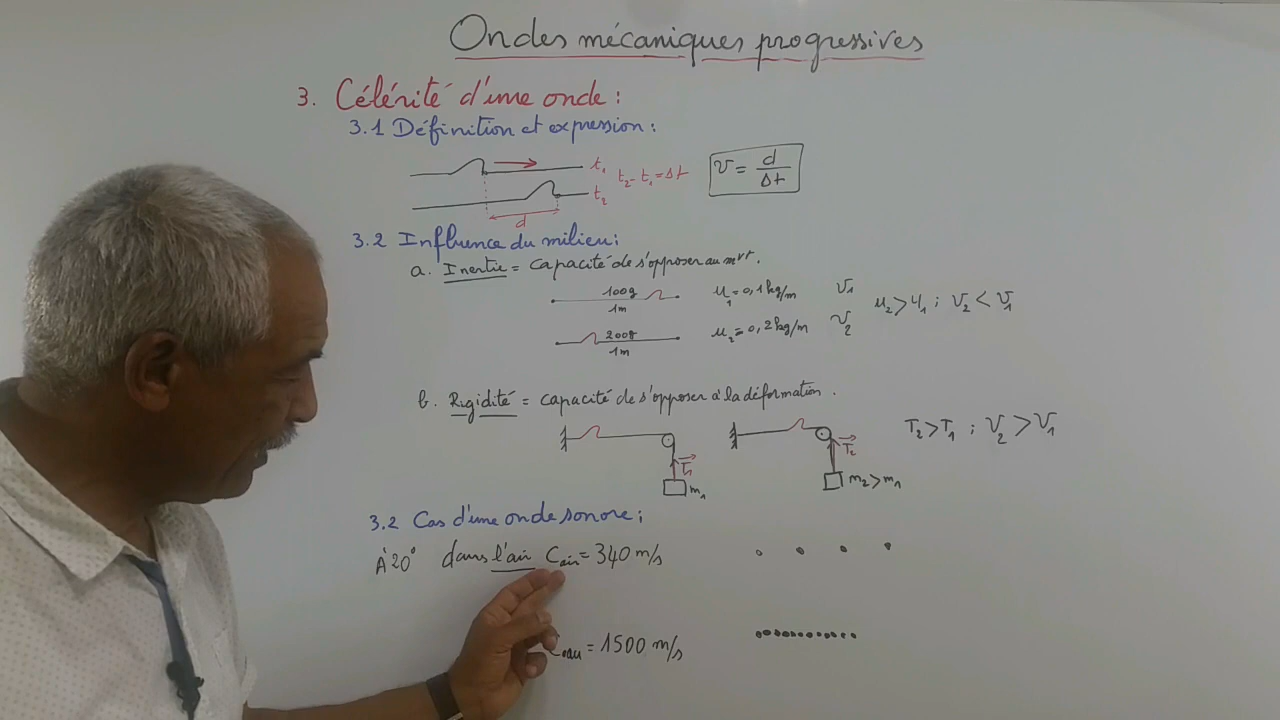 Ondes mécaniques progressives
3. Célérité d'une onde :
3.1 Définition et expression :
t₁
t₂ - t₁ = Δt
v = d/Δt
t₂
d
3.2 Influence du milieu :
a. Inertie = capacité de s'opposer au mvt.
100g
1m
μ₁ = 0,1 kg/m
v₁
μ₂ > μ₁ ; v₂ < v₁
200g
1m
μ₂ = 0,2 kg/m
v₂
b. Rigidité = capacité de s'opposer à la déformation.
T₁
m₁
T₂
m₂ > m₁
T₂ > T₁ ; v₂ > v₁
3.2 Cas d'une onde sonore ;
À 20° dans l'air Cair = 340 m/s
eau = 1500 m/s